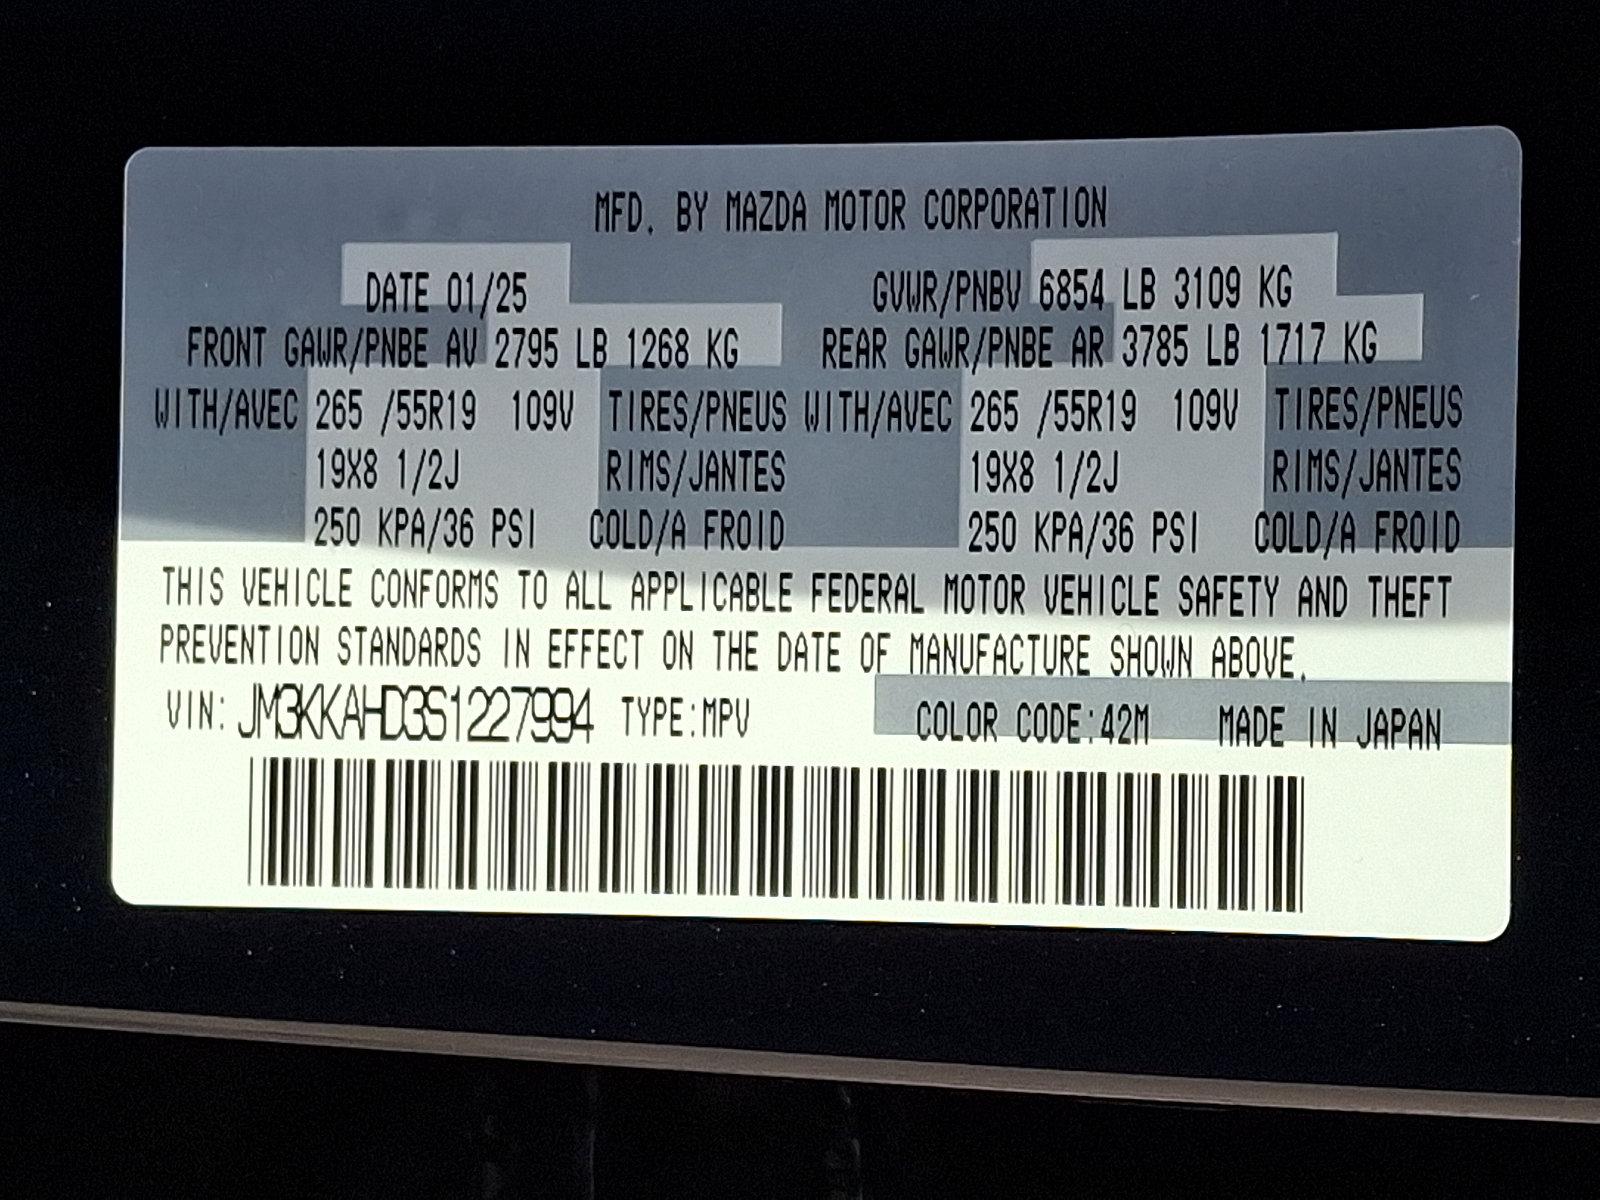 MFD. BY MAZDA MOTOR CORPORATION
DATE 01/25 GVWR/PNBV 6854 LB 3109 KG
FRONT GAWR/PNBE AV 2795 LB 1268 KG REAR GAWR/PNBE AR 3785 LB 1717 KG
WITH/AVEC 265 /55R19 109V TIRES/PNEUS WITH/AVEC 265 /55R19 109V TIRES/PNEUS
19X8 1/2J RIMS/JANTES 19X8 1/2J RIMS/JANTES
250 KPA/36 PSI COLD/A FROID 250 KPA/36 PSI COLD/A FROID
THIS VEHICLE CONFORMS TO ALL APPLICABLE FEDERAL MOTOR VEHICLE SAFETY AND THEFT
PREVENTION STANDARDS IN EFFECT ON THE DATE OF MANUFACTURE SHOWN ABOVE.
VIN: JM3KKAHD3S1227994 TYPE:MPV COLOR CODE:42M MADE IN JAPAN